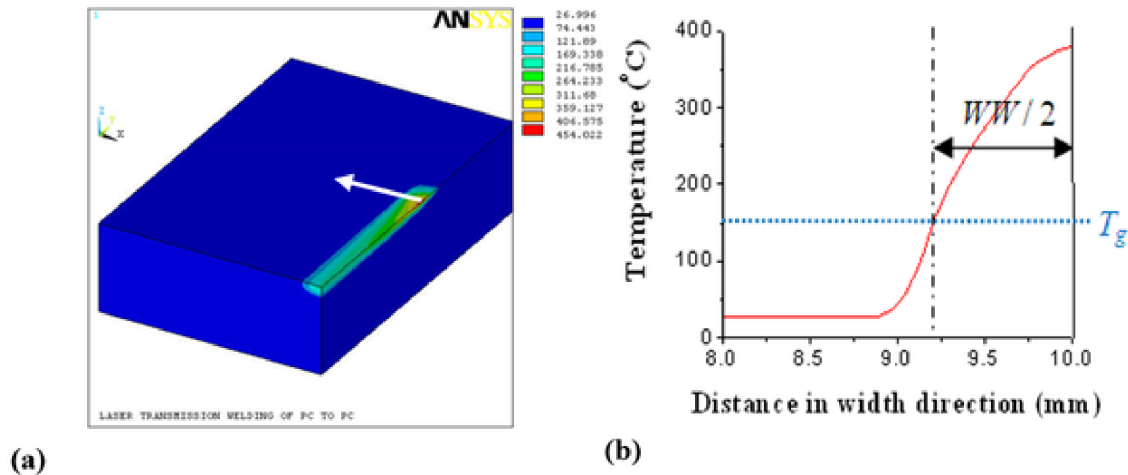 1
ANSYS
26.996
74.443
121.89
169.338
216.785
264.233
311.68
359.127
406.575
454.022
Z
Y
X
LASER TRANSMISSION WELDING OF PC TO PC
(a)
Temperature (°C)
400
300
200
100
0
WW/2
Tg
8.0 8.5 9.0 9.5 10.0
Distance in width direction (mm)
(b)